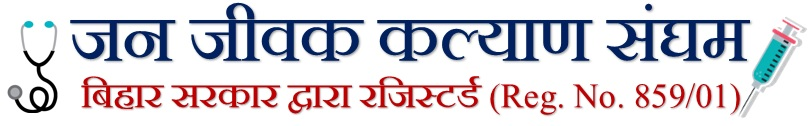 जन जीवक कल्याण संघम
बिहार सरकार द्वारा रजिस्टर्ड (Reg. No. 859/01)